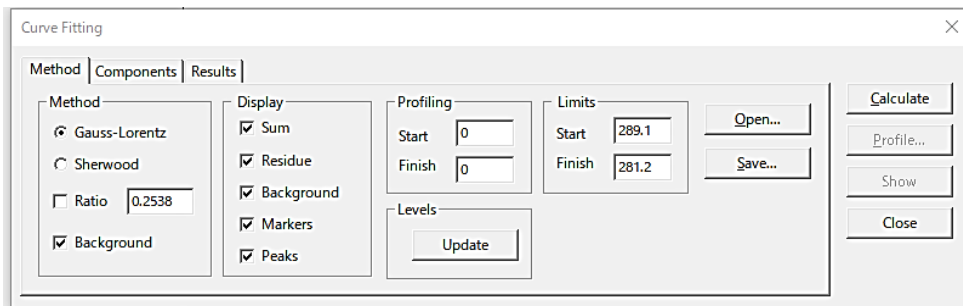 Curve Fitting
Method Components Results
Method
Gauss-Lorentz
Sherwood
Ratio 0.2538
Background
Display
Sum
Residue
Background
Markers
Peaks
Profiling
Start 0
Finish 0
Levels
Update
Limits
Start 289.1
Finish 281.2
Open...
Save...
Calculate
Profile...
Show
Close